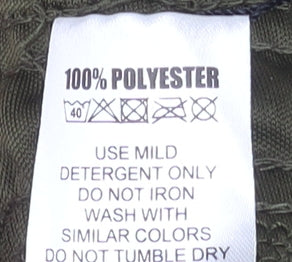 100% POLYESTER
40
USE MILD
DETERGENT ONLY
DO NOT IRON
WASH WITH
SIMILAR COLORS
DO NOT TUMBLE DRY